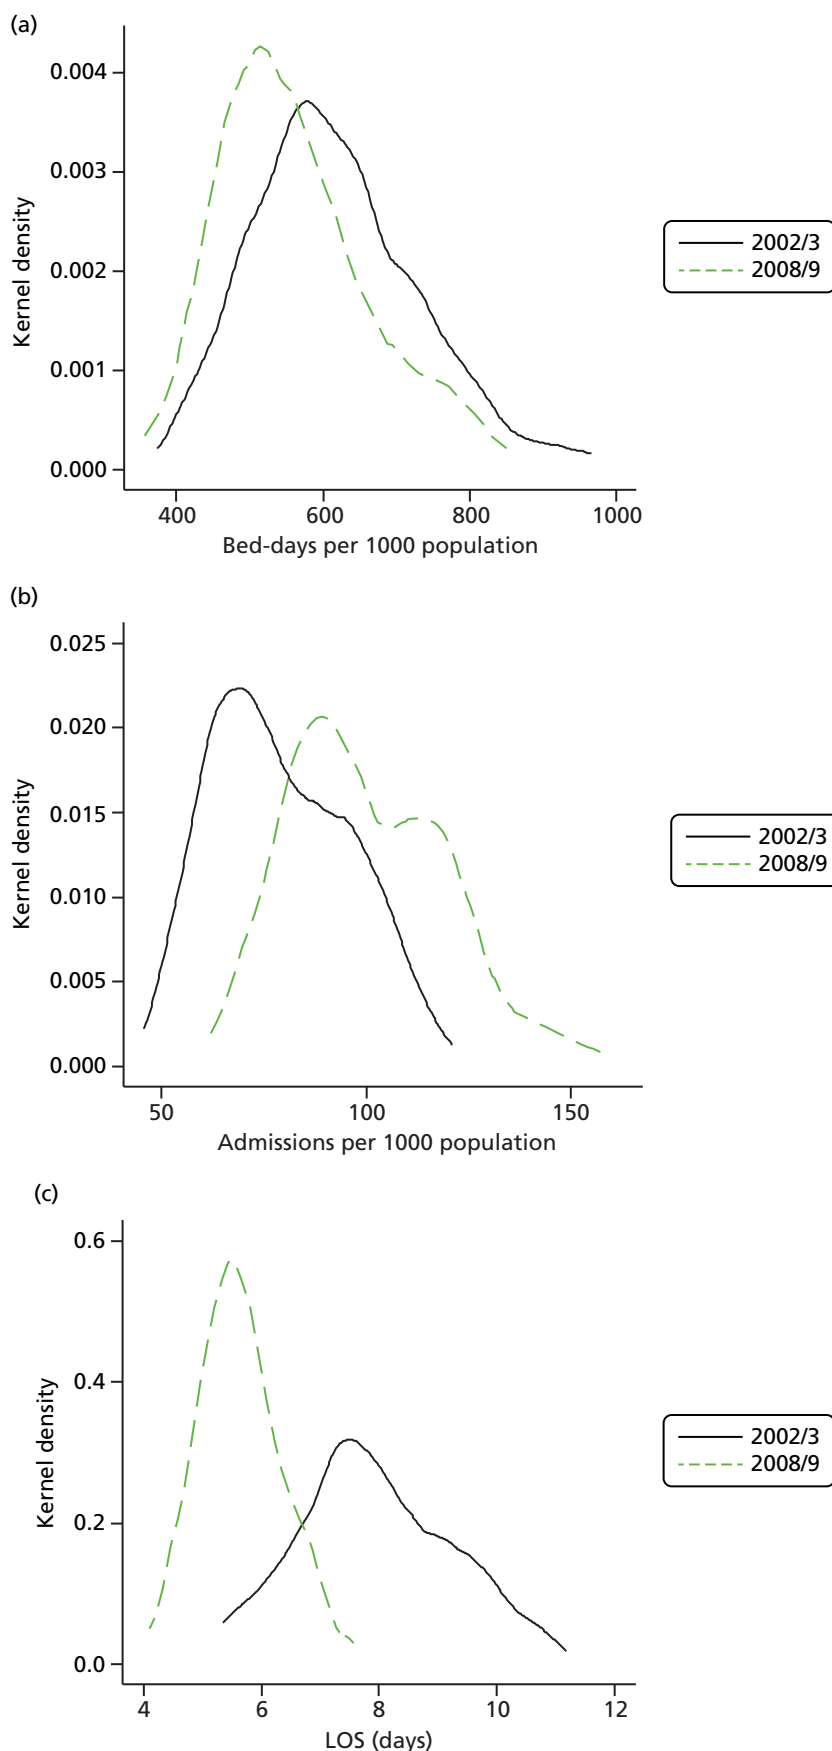 (a)
0.004
0.003
0.002
0.001
0.000
Kernel density
400 600 800 1000
Bed-days per 1000 population
2002/3
2008/9
(b)
0.025
0.020
0.015
0.010
0.005
0.000
Kernel density
50 100 150
Admissions per 1000 population
2002/3
2008/9
(c)
0.6
0.4
0.2
0.0
Kernel density
4 6 8 10 12
LOS (days)
2002/3
2008/9